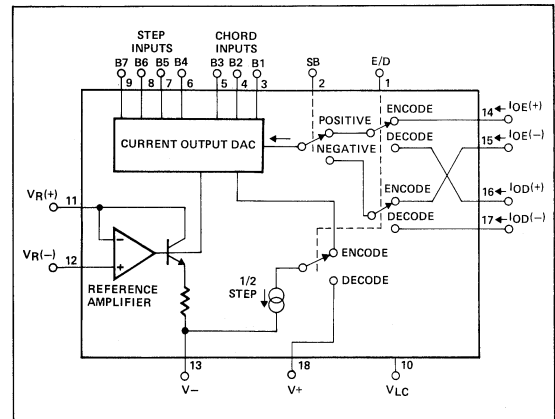 STEP INPUTS
CHORD INPUTS
B7 B6 B5 B4 B3 B2 B1 SB E/D
9 8 7 6 5 4 3 2 1
CURRENT OUTPUT DAC
POSITIVE
NEGATIVE
ENCODE
DECODE
ENCODE
DECODE
14 IOE(+)
15 IOE(−)
16 IOD(+)
17 IOD(−)
VR(+) 11
VR(−) 12
− +
REFERENCE AMPLIFIER
1/2 STEP
ENCODE
DECODE
13 18 10
V− V+ VLC